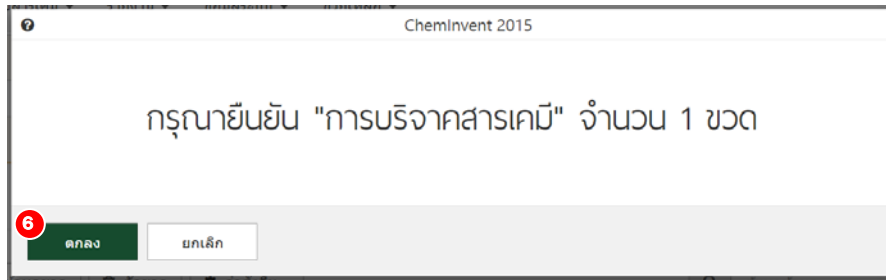 ChemInvent 2015
กรุณายืนยัน "การบริจาคสารเคมี" จำนวน 1 ขวด
6
ตกลง ยกเลิก